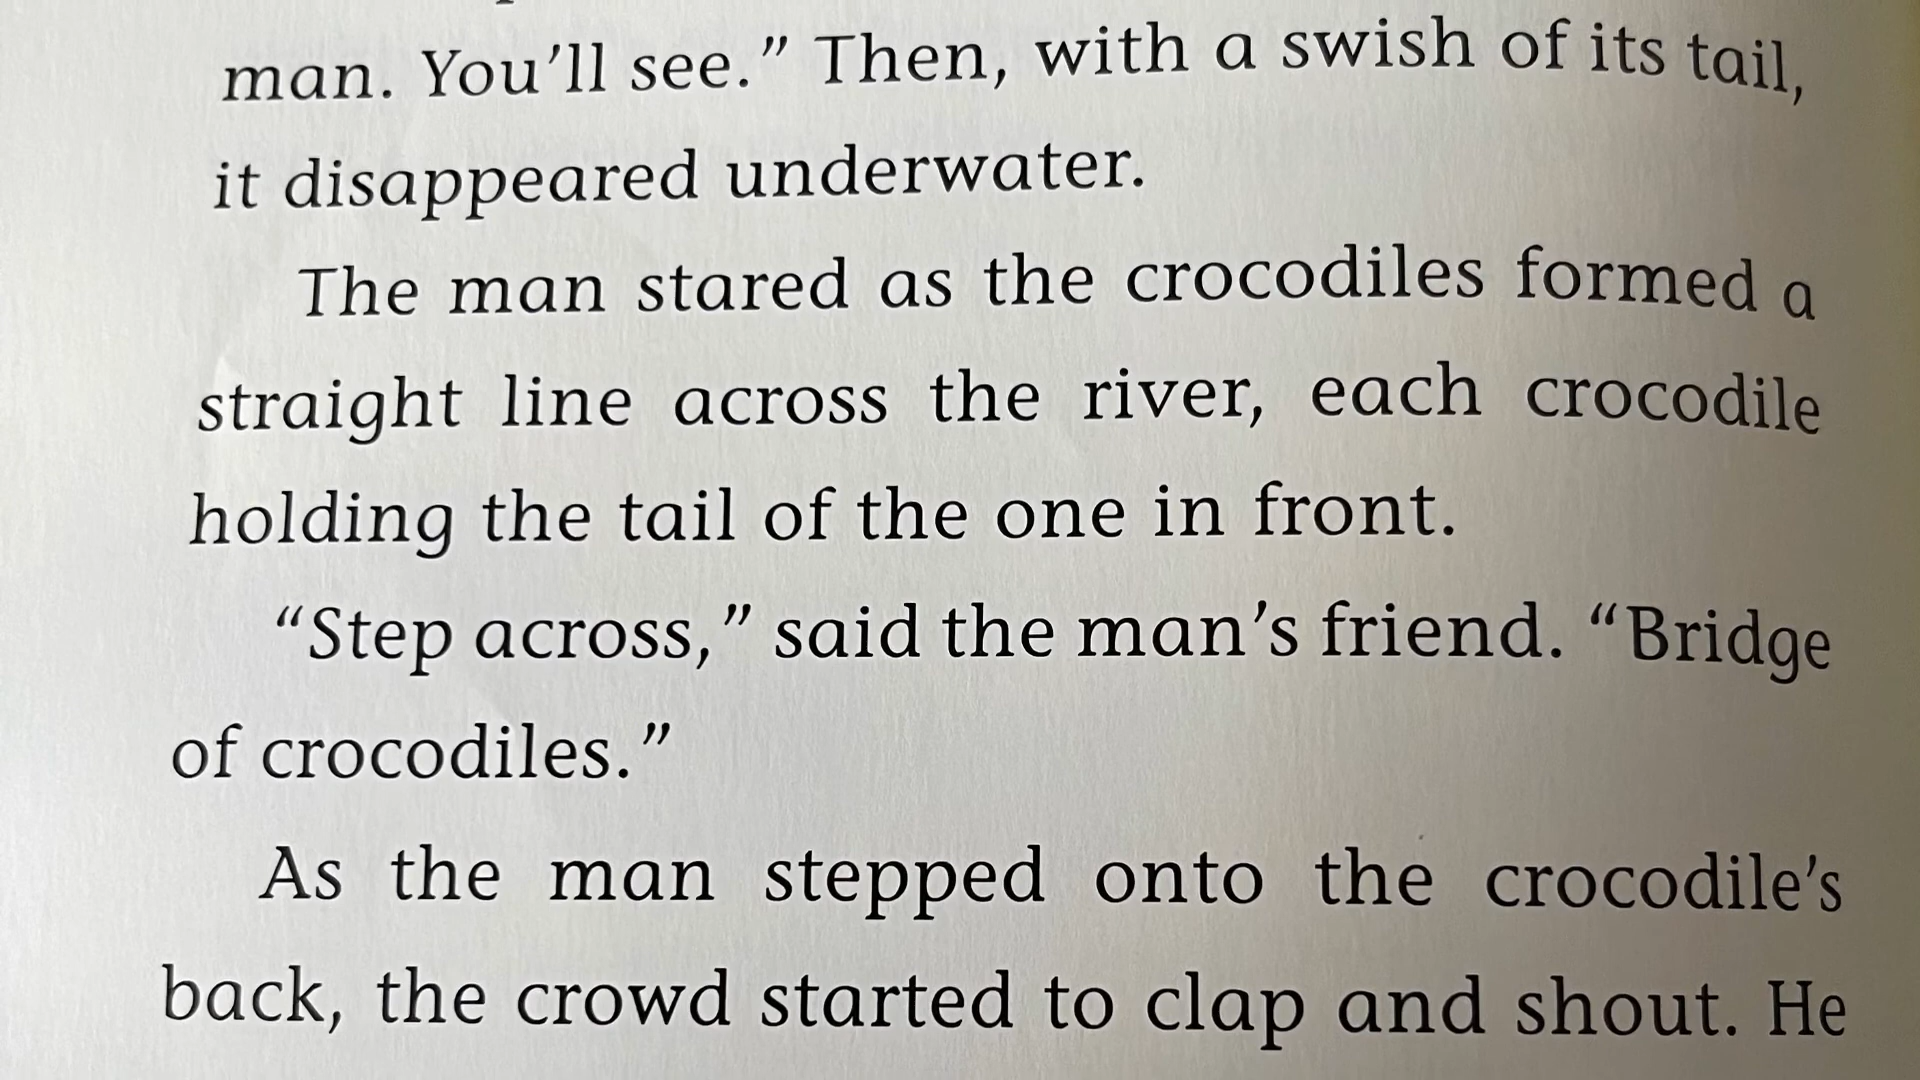 man. You'll see.” Then, with a swish of its tail,
it disappeared underwater.
The man stared as the crocodiles formed a
straight line across the river, each crocodile
holding the tail of the one in front.
“Step across,” said the man's friend. “Bridge
of crocodiles.”
As the man stepped onto the crocodile's
back, the crowd started to clap and shout. He